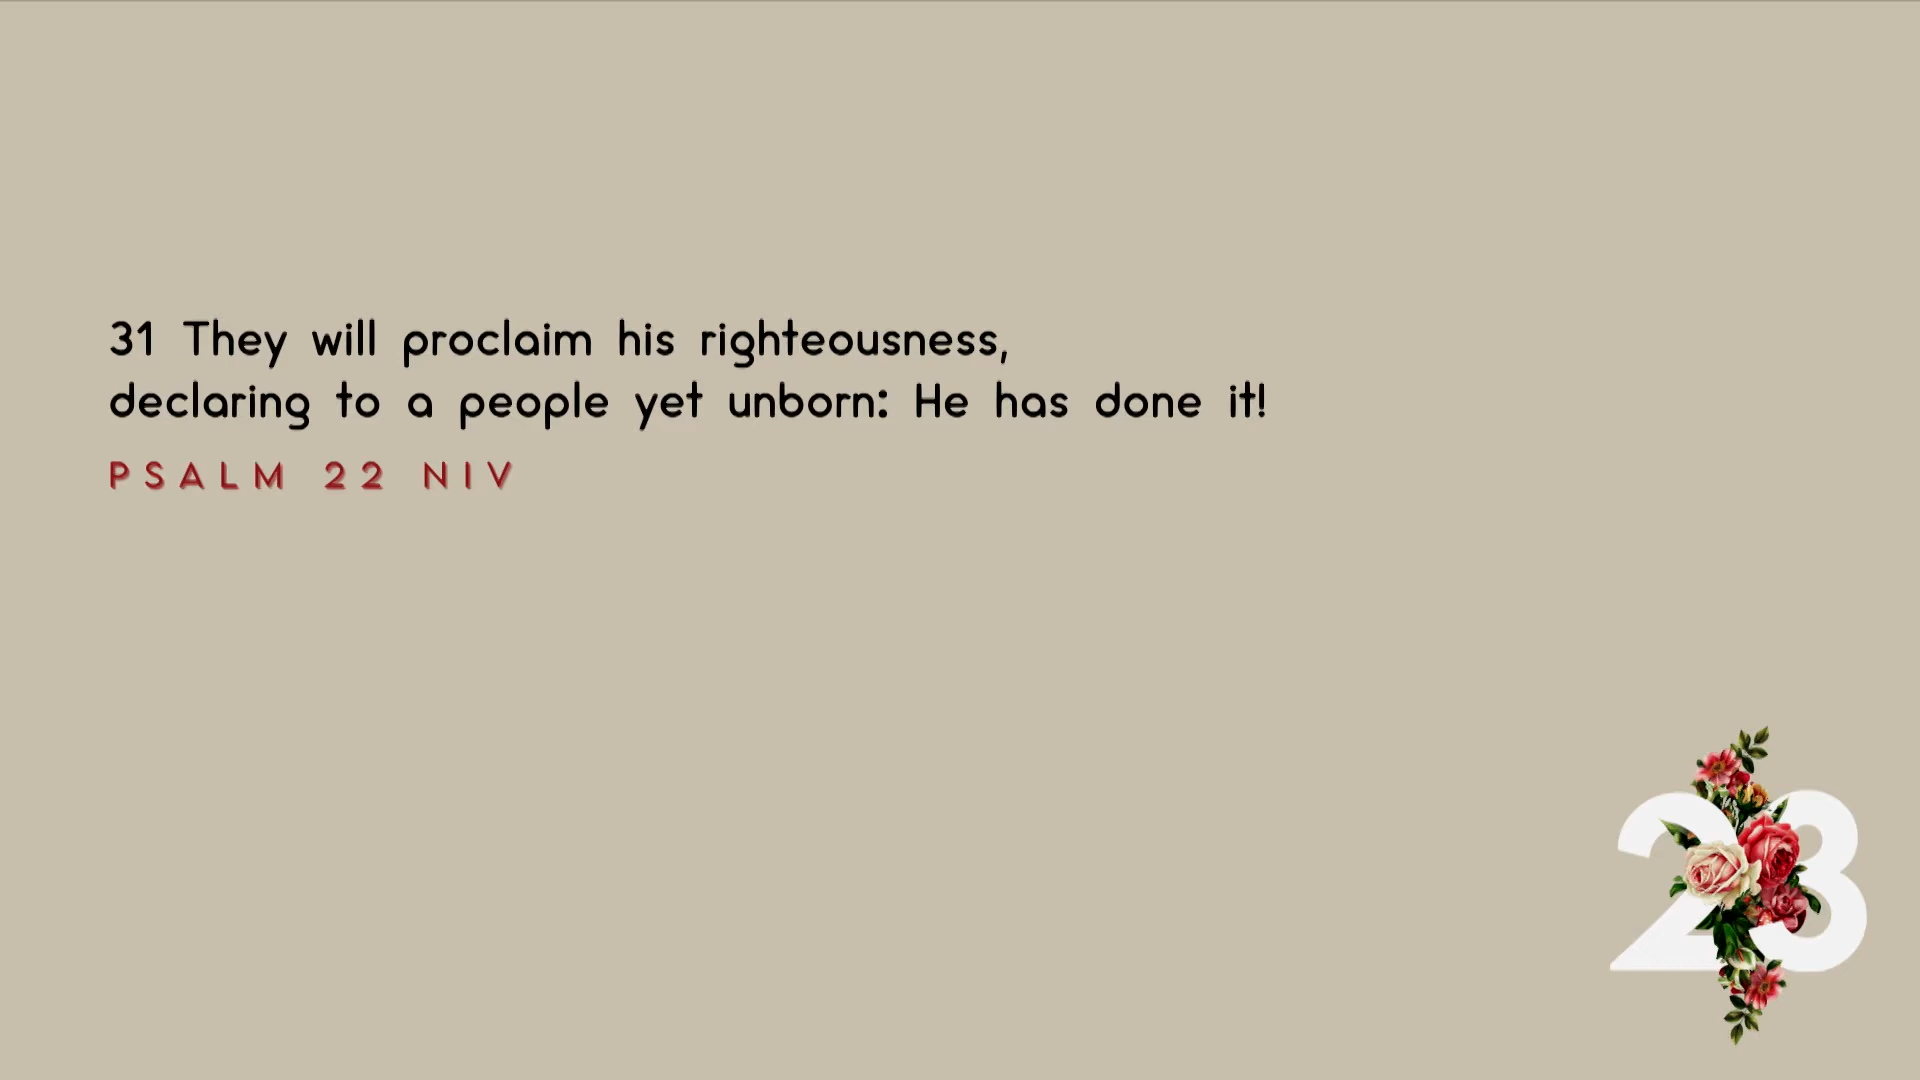 31 They will proclaim his righteousness,
declaring to a people yet unborn: He has done it!
PSALM 22 NIV
23